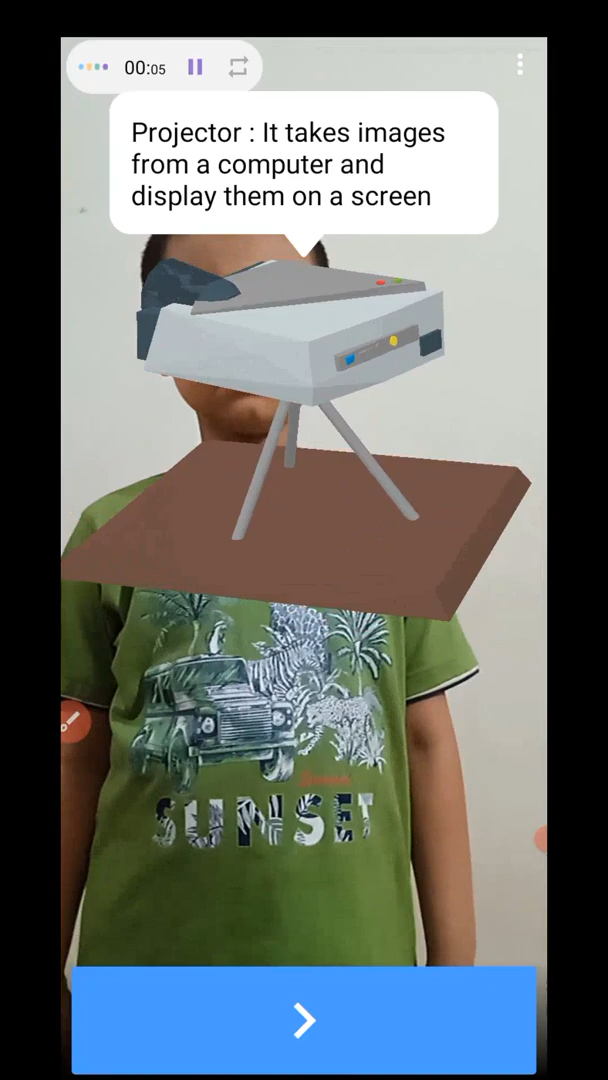 00:05
Projector : It takes images
from a computer and
display them on a screen
SUNSET